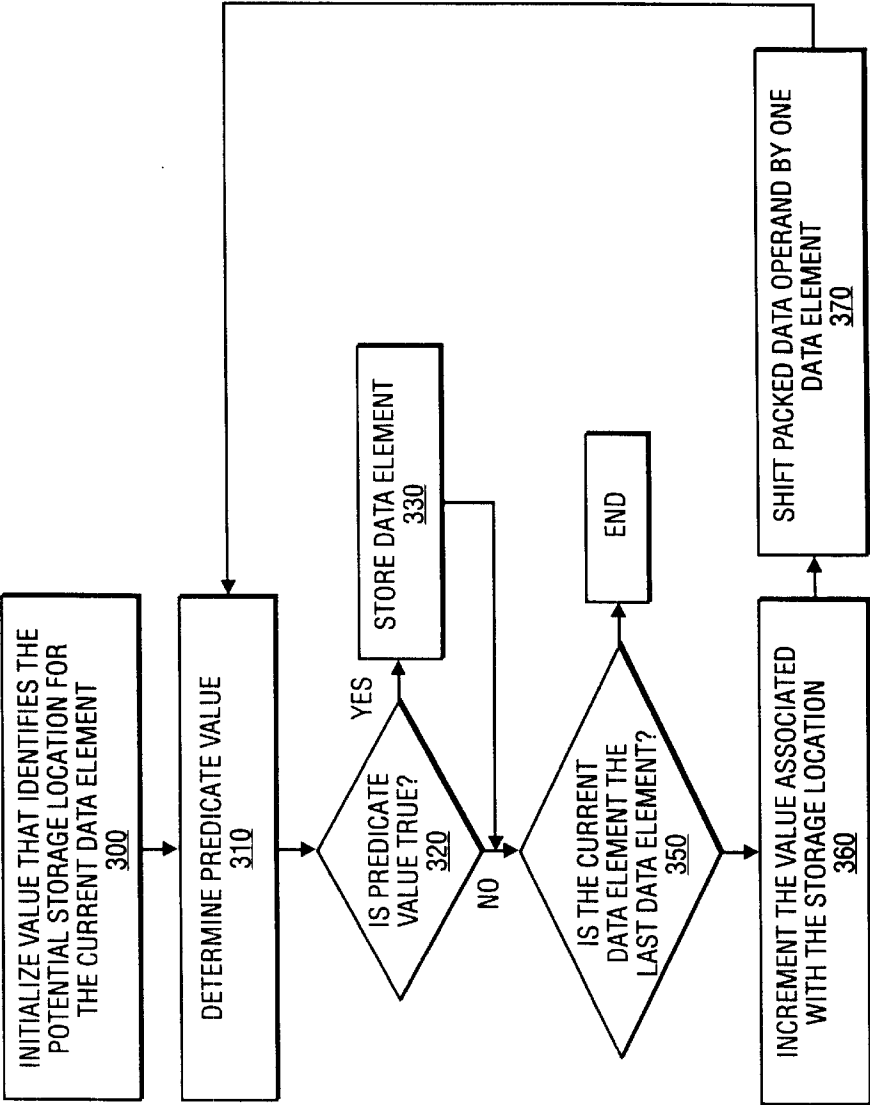 INITIALIZE VALUE THAT IDENTIFIES THE
POTENTIAL STORAGE LOCATION FOR
THE CURRENT DATA ELEMENT
300
DETERMINE PREDICATE VALUE
310
IS PREDICATE
VALUE TRUE?
320
YES
STORE DATA ELEMENT
330
NO
IS THE CURRENT
DATA ELEMENT THE
LAST DATA ELEMENT?
350
END
INCREMENT THE VALUE ASSOCIATED
WITH THE STORAGE LOCATION
360
SHIFT PACKED DATA OPERAND BY ONE
DATA ELEMENT
370